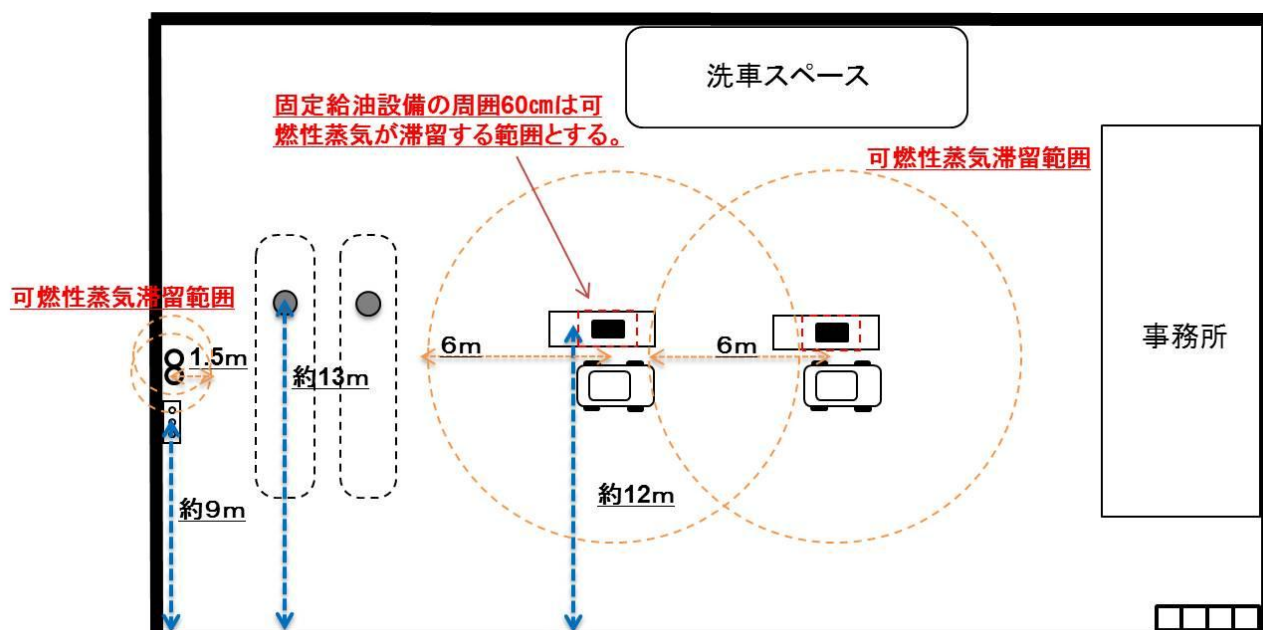 洗車スペース
固定給油設備の周囲60㎝は可
燃性蒸気が滞留する範囲とする。
可燃性蒸気滞留範囲
可燃性蒸気滞留範囲
事務所
6m
6m
1.5m
約13m
約9m
約12m